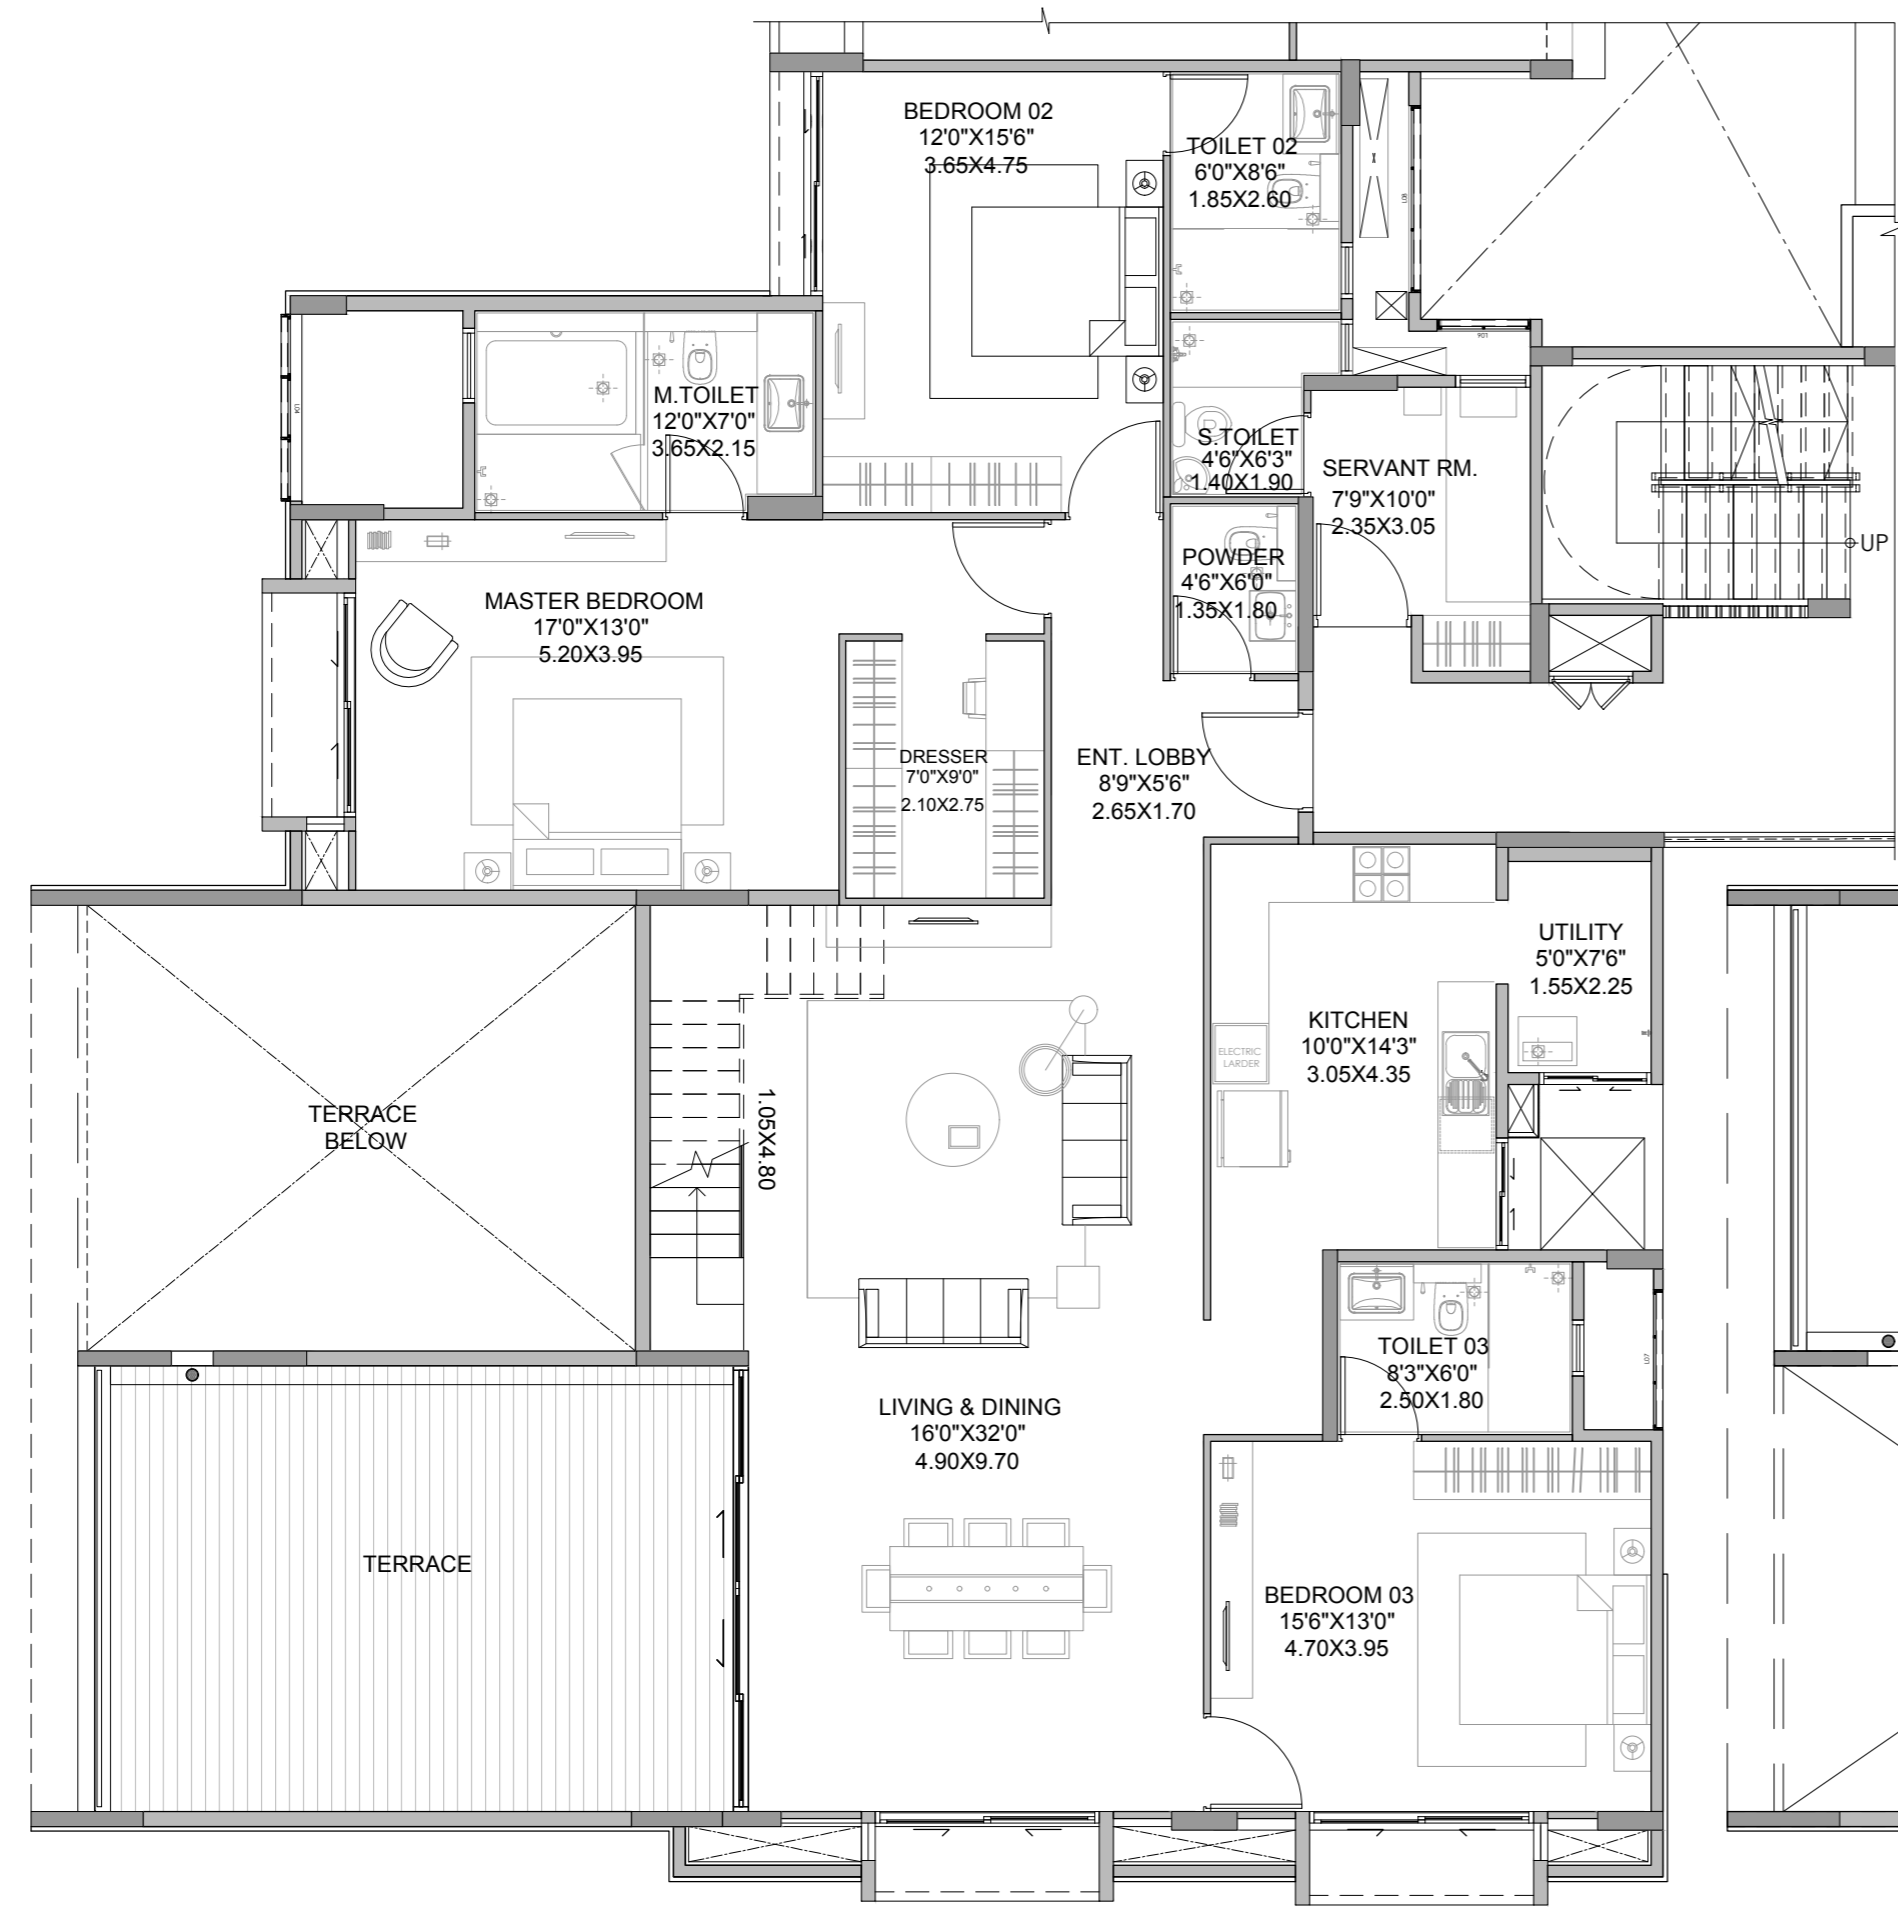 BEDROOM 02
12'0"X15'6"
3.65X4.75
TOILET 02
6'0"X8'6"
1.85X2.60
L08
L06
L04
M.TOILET
12'0"X7'0"
3.65X2.15
S.TOILET
4'6"X6'3"
1.40X1.90
SERVANT RM.
7'9"X10'0"
2.35X3.05
UP
POWDER
4'6"X6'0"
1.35X1.80
MASTER BEDROOM
17'0"X13'0"
5.20X3.95
DRESSER
7'0"X9'0"
2.10X2.75
ENT. LOBBY
8'9"X5'6"
2.65X1.70
UTILITY
5'0"X7'6"
1.55X2.25
KITCHEN
10'0"X14'3"
3.05X4.35
ELECTRIC
LARDER
TERRACE
BELOW
1.05X4.80
TOILET 03
8'3"X6'0"
2.50X1.80
L07
LIVING & DINING
16'0"X32'0"
4.90X9.70
TERRACE
BEDROOM 03
15'6"X13'0"
4.70X3.95